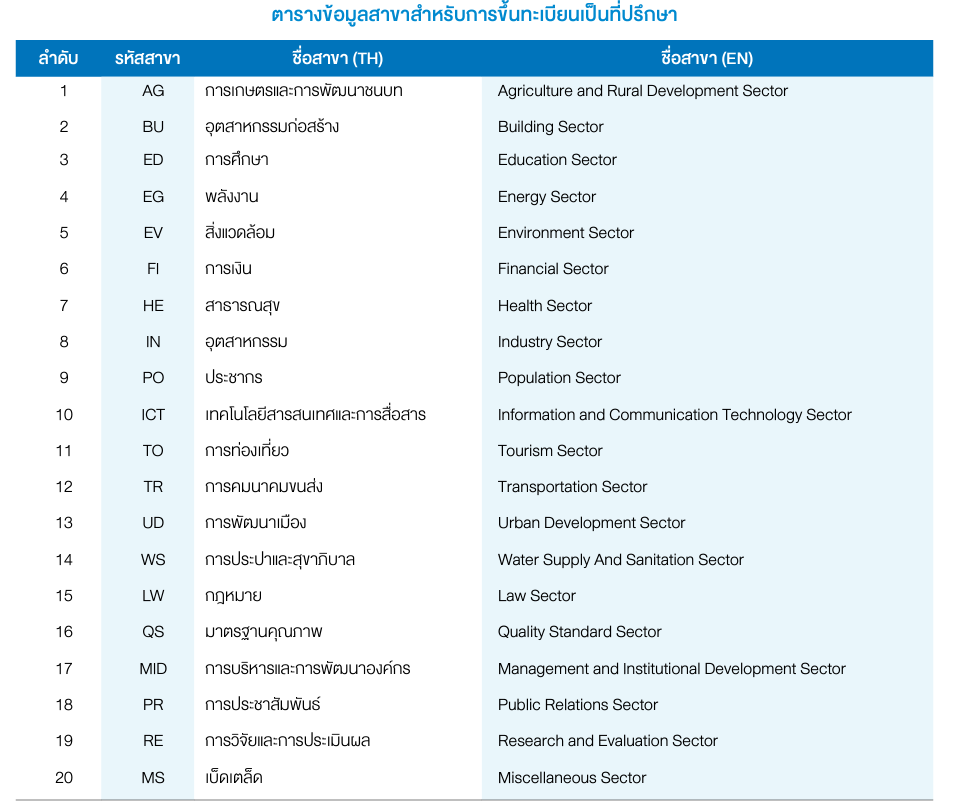 ตารางข้อมูลสาขาสำหรับการขึ้นทะเบียนเป็นที่ปรึกษา
ลำดับ รหัสสาขา ชื่อสาขา (TH) ชื่อสาขา (EN)
1 AG การเกษตรและการพัฒนาชนบท Agriculture and Rural Development Sector
2 BU อุตสาหกรรมก่อสร้าง Building Sector
3 ED การศึกษา Education Sector
4 EG พลังงาน Energy Sector
5 EV สิ่งแวดล้อม Environment Sector
6 FI การเงิน Financial Sector
7 HE สาธารณสุข Health Sector
8 IN อุตสาหกรรม Industry Sector
9 PO ประชากร Population Sector
10 ICT เทคโนโลยีสารสนเทศและการสื่อสาร Information and Communication Technology Sector
11 TO การท่องเที่ยว Tourism Sector
12 TR การคมนาคมขนส่ง Transportation Sector
13 UD การพัฒนาเมือง Urban Development Sector
14 WS การประปาและสุขาภิบาล Water Supply And Sanitation Sector
15 LW กฎหมาย Law Sector
16 QS มาตรฐานคุณภาพ Quality Standard Sector
17 MID การบริหารและการพัฒนาองค์กร Management and Institutional Development Sector
18 PR การประชาสัมพันธ์ Public Relations Sector
19 RE การวิจัยและการประเมินผล Research and Evaluation Sector
20 MS เบ็ดเตล็ด Miscellaneous Sector